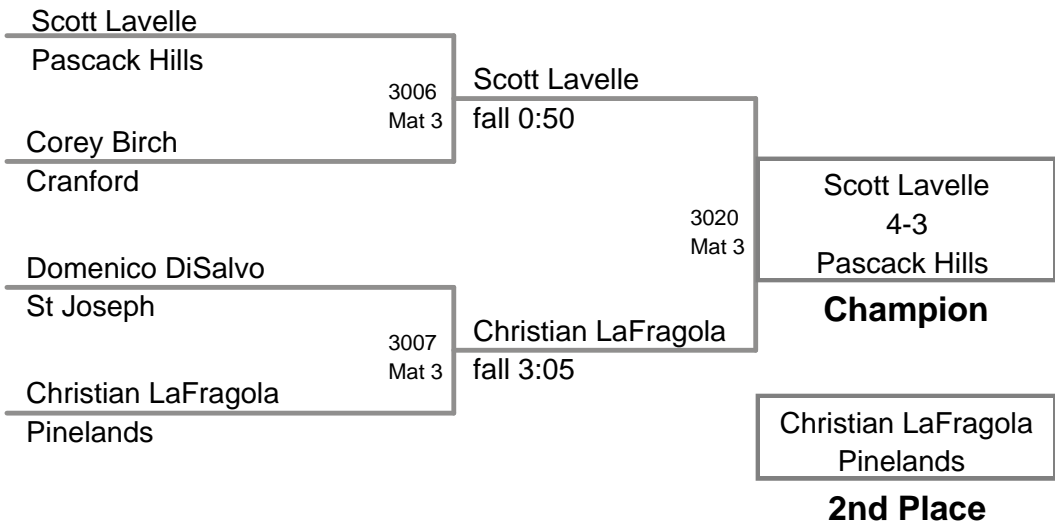 Scott Lavelle
Pascack Hills
3006
Mat 3
Scott Lavelle
fall 0:50
Corey Birch
Cranford
3020
Mat 3
Scott Lavelle
4-3
Pascack Hills
Champion
Domenico DiSalvo
St Joseph
3007
Mat 3
Christian LaFragola
fall 3:05
Christian LaFragola
Pinelands
Christian LaFragola
Pinelands
2nd Place